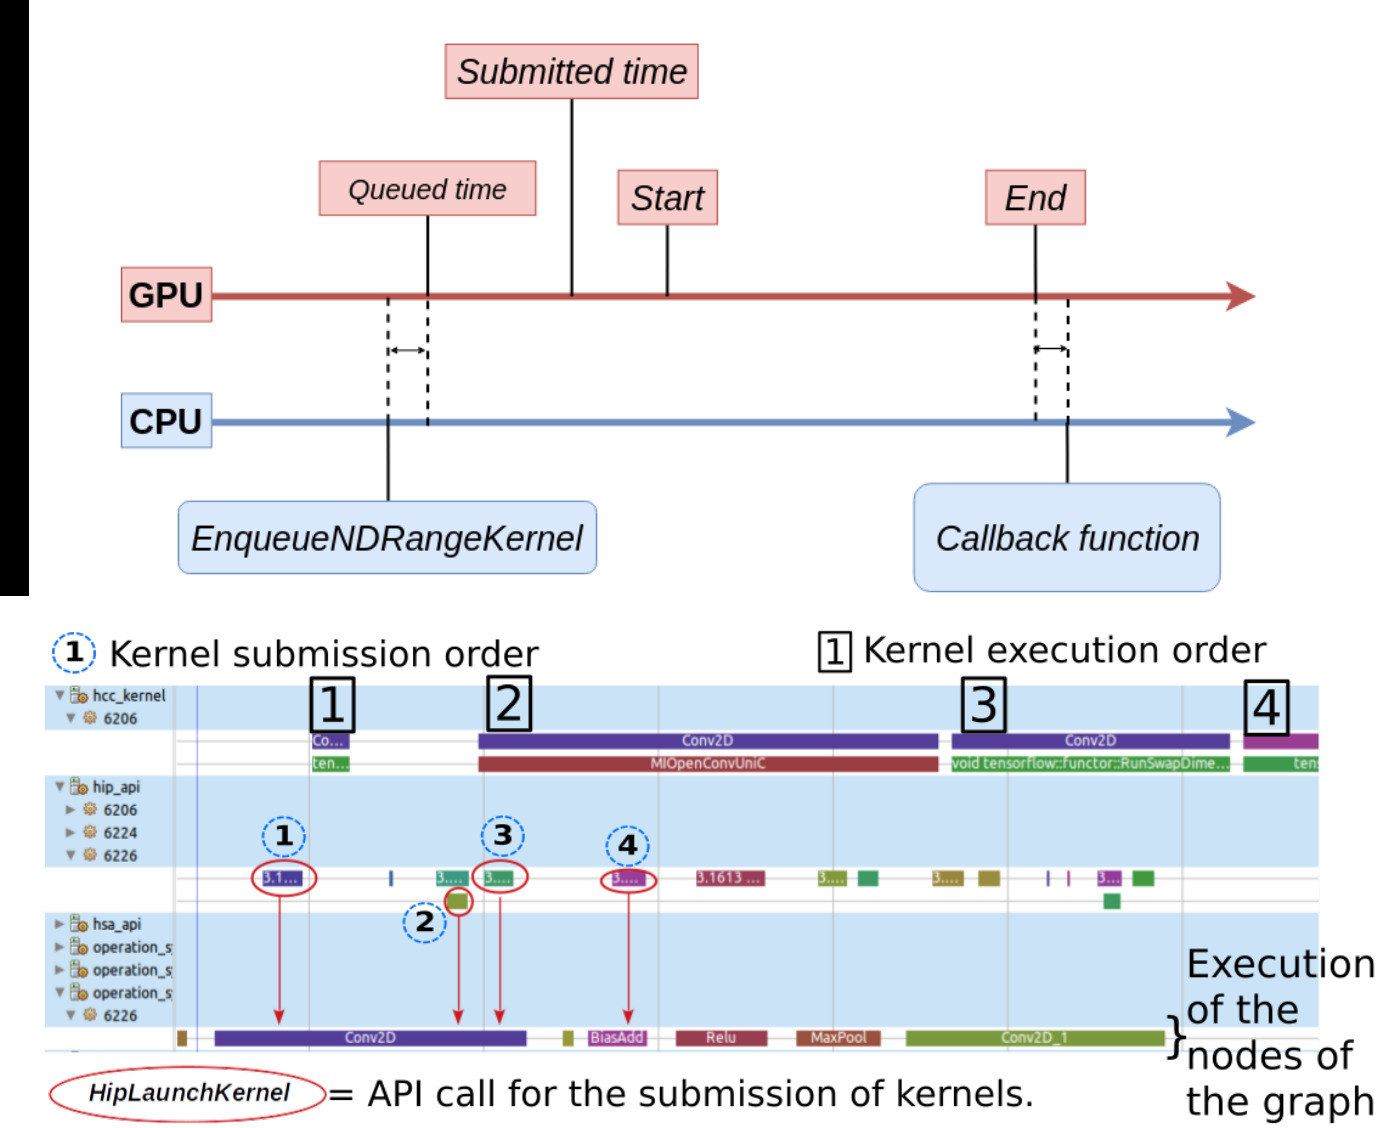 Submitted time
Queued time
Start
End
GPU
CPU
EnqueueNDRangeKernel
Callback function
1 Kernel submission order
1 Kernel execution order
hcc_kernel
6206
1
2
3
4
Co...
Conv2D
Conv2D
ten...
MIOpenConvUniC
void tensorflow::functor::RunSwapDime...
tens
hip_api
6206
6224
6226
1
3
4
3.1...
3....
3....
3....
3.1613 ...
3....
3....
3...
2
hsa_api
operation_s
operation_s
operation_s
6226
Conv2D
BiasAdd
Relu
MaxPool
Conv2D_1
Execution
of the
nodes of
the graph
HipLaunchKernel = API call for the submission of kernels.